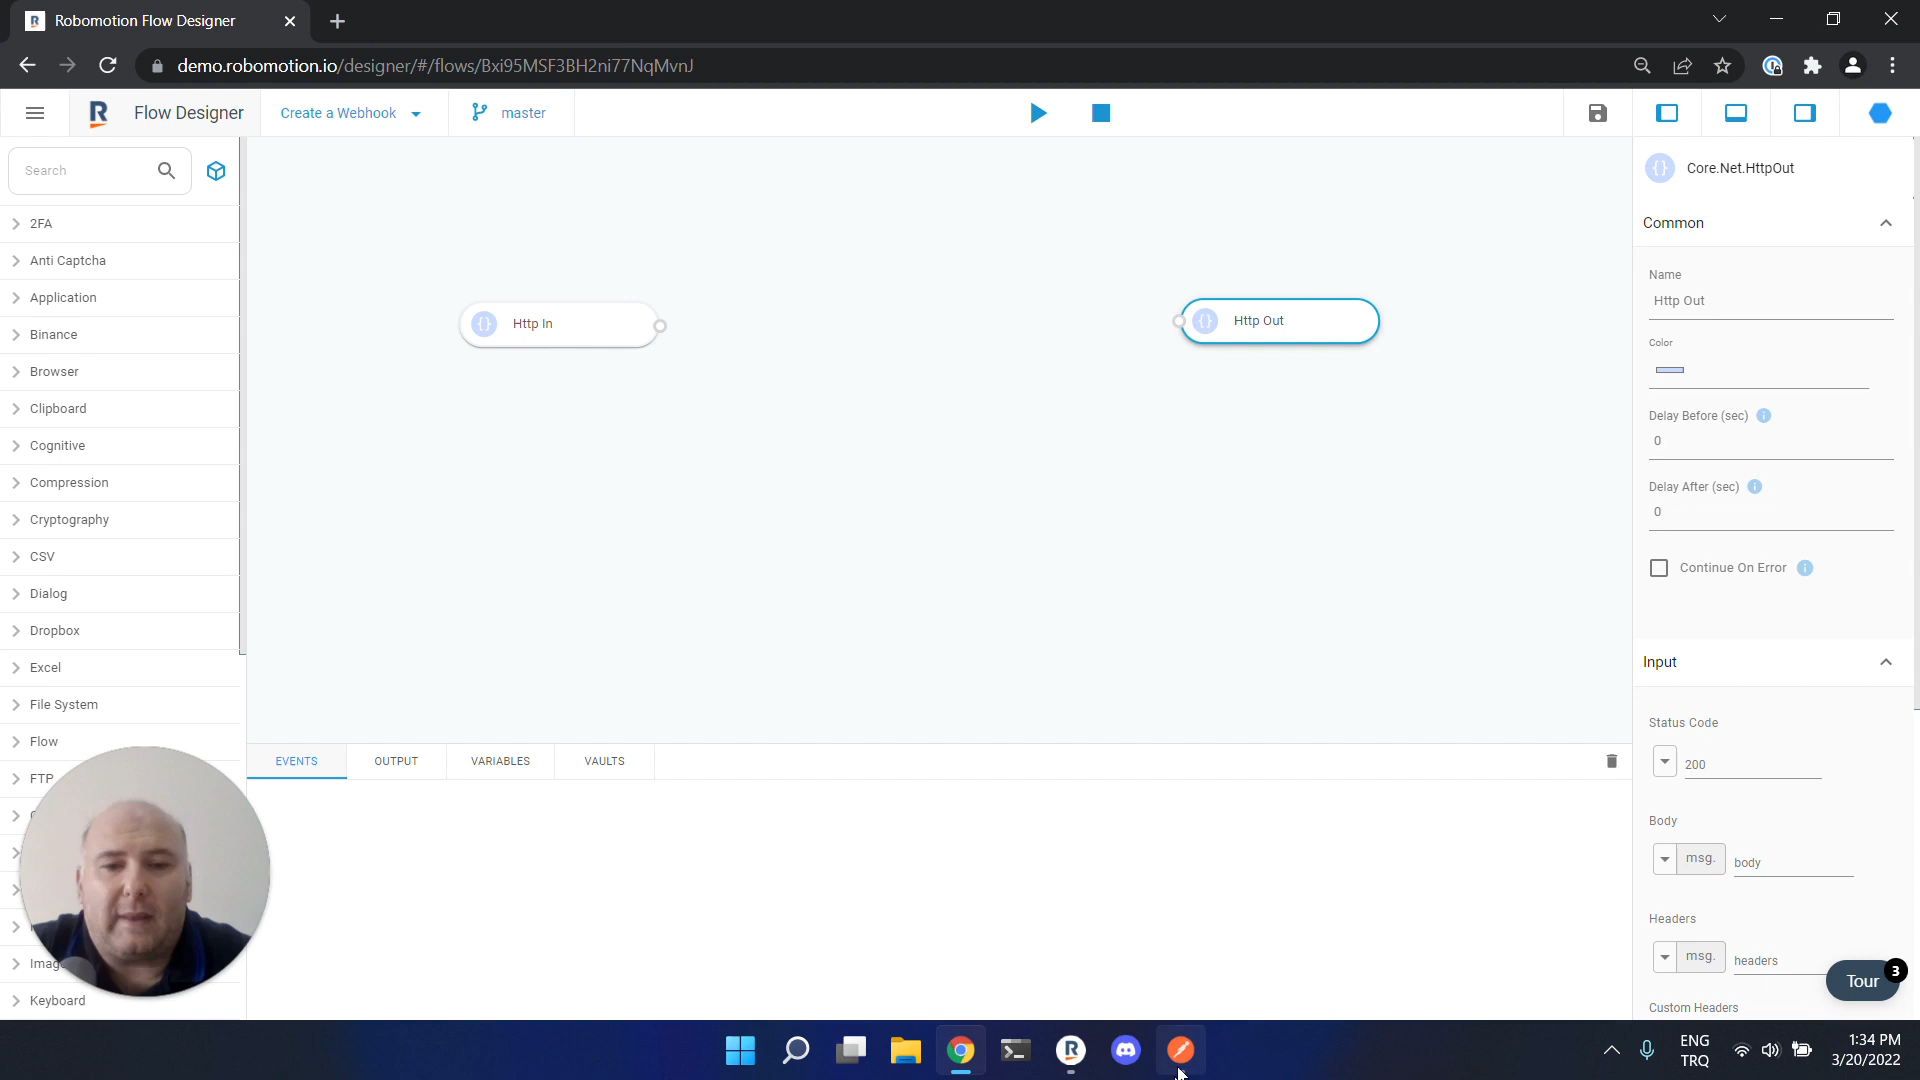 Robomotion Flow Designer
demo.robomotion.io/designer/#/flows/Bxi95MSF3BH2ni77NqMvnJ
Flow Designer
Create a Webhook
master
Search
2FA
Anti Captcha
Application
Binance
Browser
Clipboard
Cognitive
Compression
Cryptography
CSV
Dialog
Dropbox
Excel
File System
Flow
FTP
Keyboard
Http In
Http Out
EVENTS
OUTPUT
VARIABLES
VAULTS
Core.Net.HttpOut
Common
Name
Http Out
Color
Delay Before (sec)
0
Delay After (sec)
0
Continue On Error
Input
Status Code
200
Body
msg. body
Headers
msg. headers
Custom Headers
Tour 3
ENG
TRQ
1:34 PM
3/20/2022